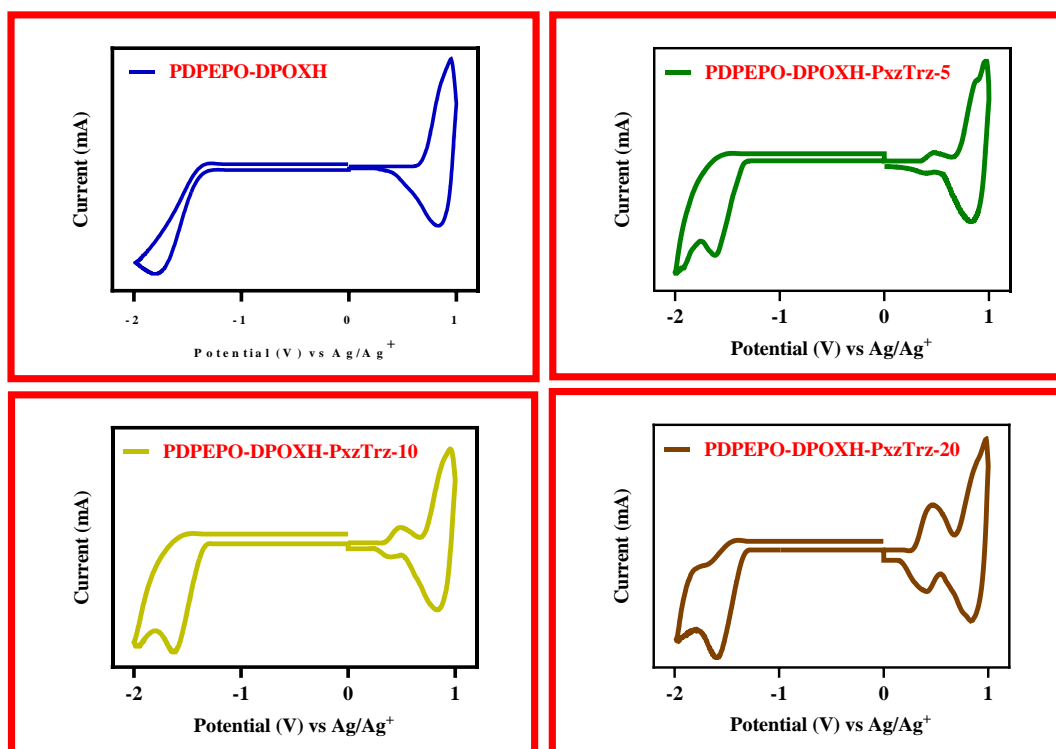 PDPEPO-DPOXH
Current (mA)
-2 -1 0 1
Potential (V) vs Ag/Ag+
PDPEPO-DPOXH-PxzTrz-5
Current (mA)
-2 -1 0 1
Potential (V) vs Ag/Ag+
PDPEPO-DPOXH-PxzTrz-10
Current (mA)
-2 -1 0 1
Potential (V) vs Ag/Ag+
PDPEPO-DPOXH-PxzTrz-20
Current (mA)
-2 -1 0 1
Potential (V) vs Ag/Ag+